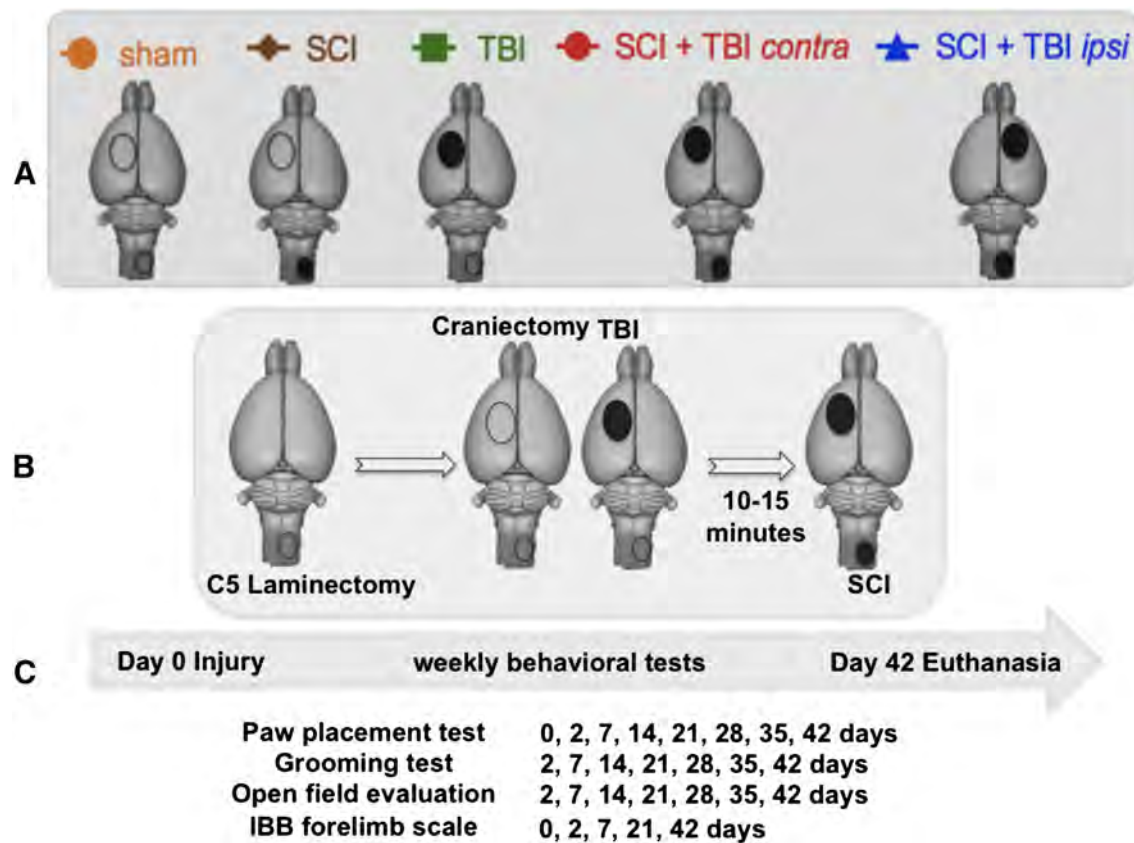 sham SCI TBI SCI + TBI contra SCI + TBI ipsi
A
Craniectomy TBI
B
10-15
minutes
C5 Laminectomy SCI
C
Day 0 Injury weekly behavioral tests Day 42 Euthanasia
Paw placement test 0, 2, 7, 14, 21, 28, 35, 42 days
Grooming test 2, 7, 14, 21, 28, 35, 42 days
Open field evaluation 2, 7, 14, 21, 28, 35, 42 days
IBB forelimb scale 0, 2, 7, 21, 42 days